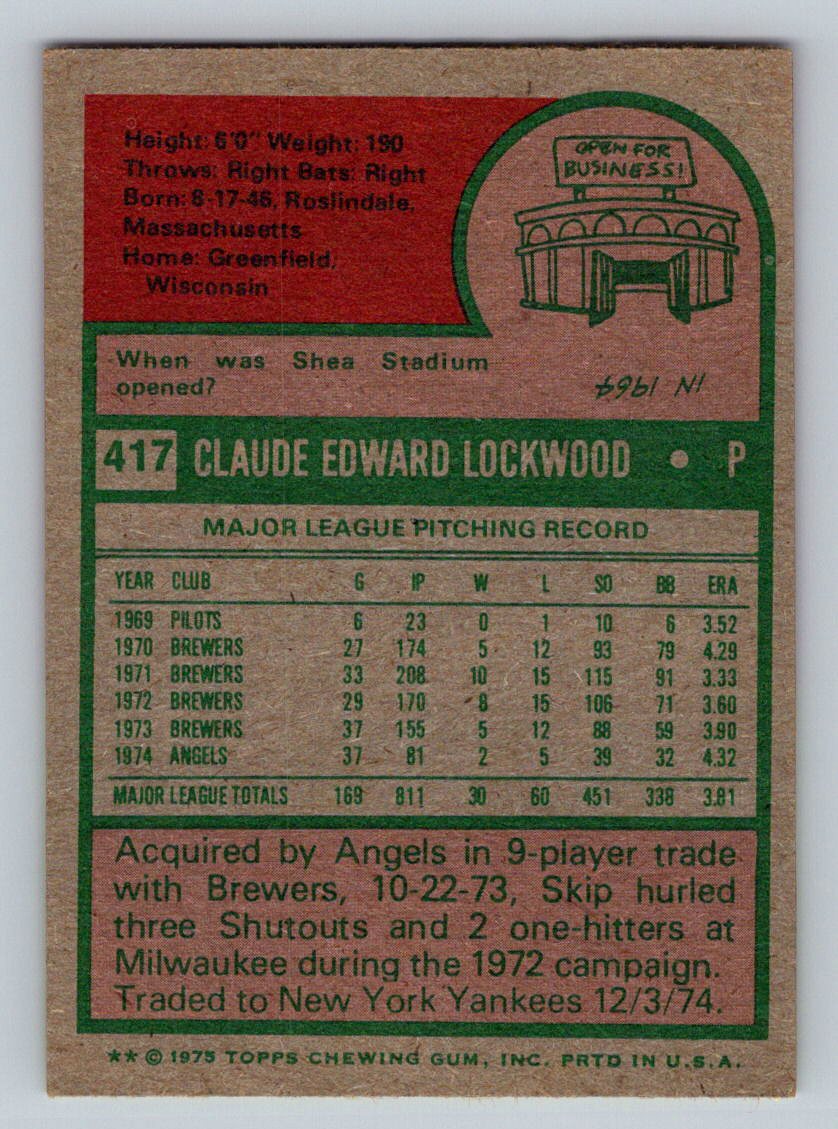 Height: 6'0" Weight: 190
Throws: Right Bats: Right
Born: 8-17-46, Roslindale,
Massachusetts
Home: Greenfield,
Wisconsin
OPEN FOR
BUSINESS!
When was Shea Stadium
opened?
IN 1964
417 CLAUDE EDWARD LOCKWOOD • P
MAJOR LEAGUE PITCHING RECORD
YEAR CLUB G IP W L SO BB ERA
1969 PILOTS 6 23 0 1 10 6 3.52
1970 BREWERS 27 174 5 12 93 79 4.29
1971 BREWERS 33 208 10 15 115 91 3.33
1972 BREWERS 29 170 8 15 106 71 3.60
1973 BREWERS 37 155 5 12 88 59 3.90
1974 ANGELS 37 81 2 5 39 32 4.32
MAJOR LEAGUE TOTALS 169 811 30 60 451 338 3.81
Acquired by Angels in 9-player trade
with Brewers, 10-22-73, Skip hurled
three Shutouts and 2 one-hitters at
Milwaukee during the 1972 campaign.
Traded to New York Yankees 12/3/74.
** © 1975 TOPPS CHEWING GUM, INC. PRTD IN U.S.A.